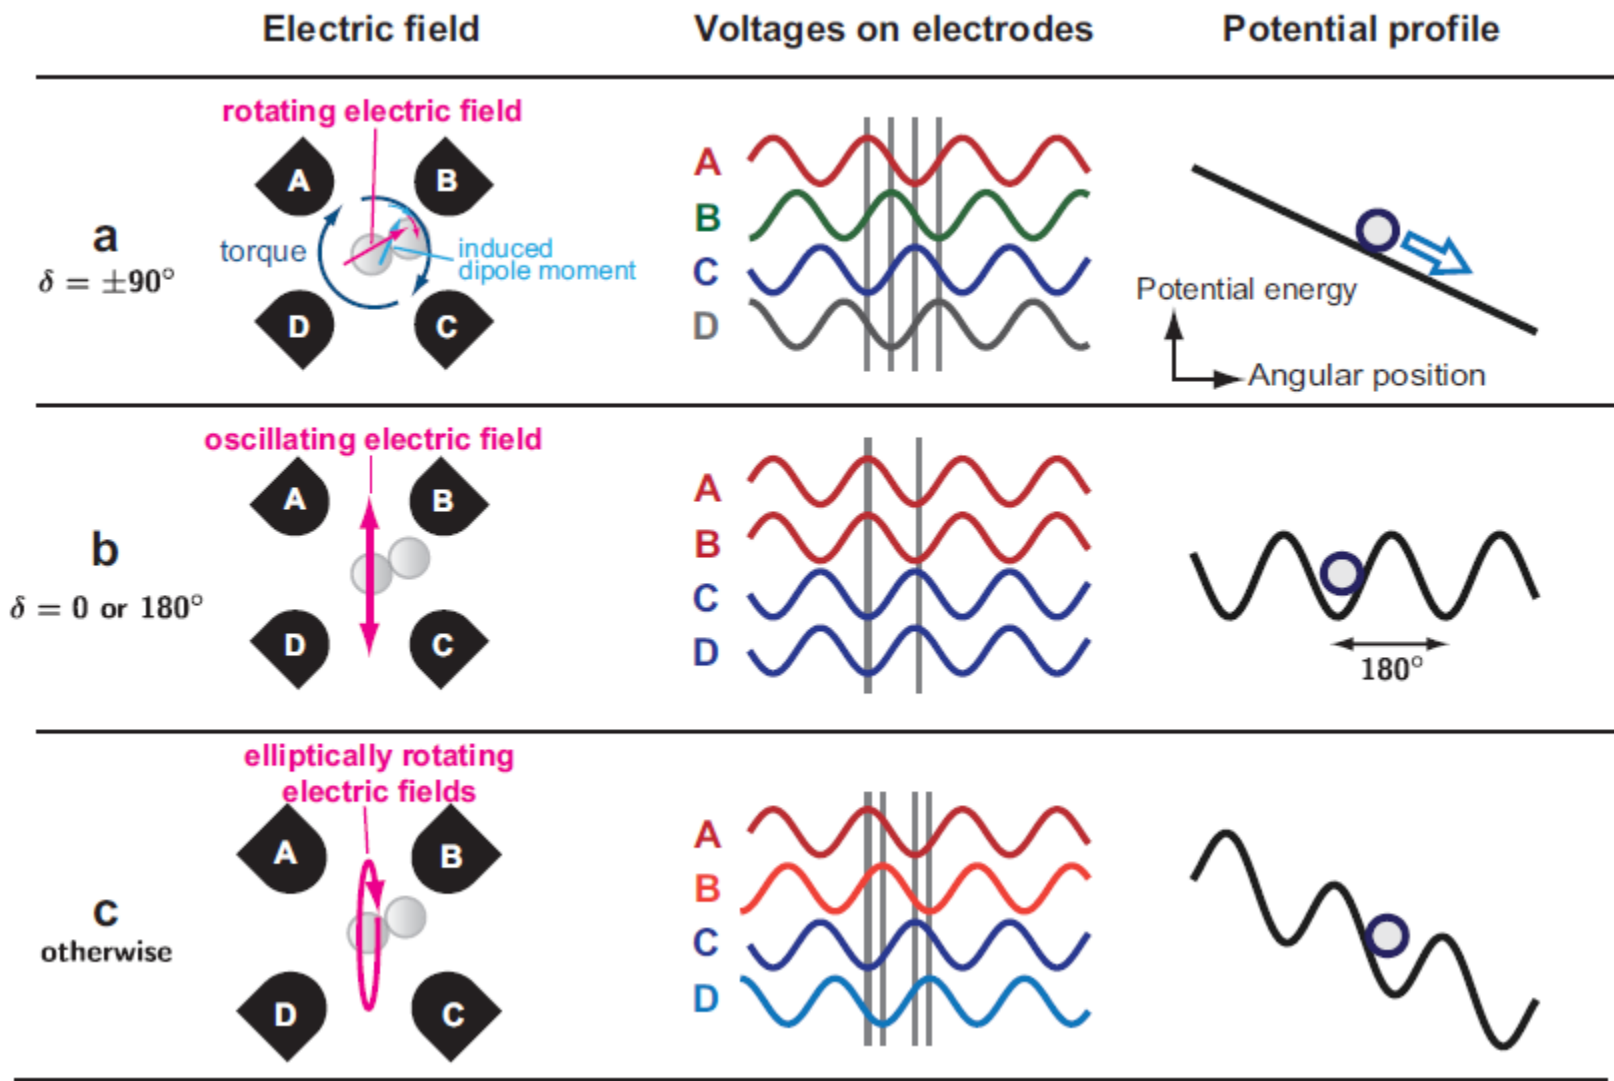 Electric field
Voltages on electrodes
Potential profile
a
δ = ±90°
rotating electric field
A
B
torque
induced
dipole moment
D
C
A
B
C
D
Potential energy
Angular position
b
δ = 0 or 180°
oscillating electric field
A
B
D
C
A
B
C
D
180°
c
otherwise
elliptically rotating
electric fields
A
B
D
C
A
B
C
D